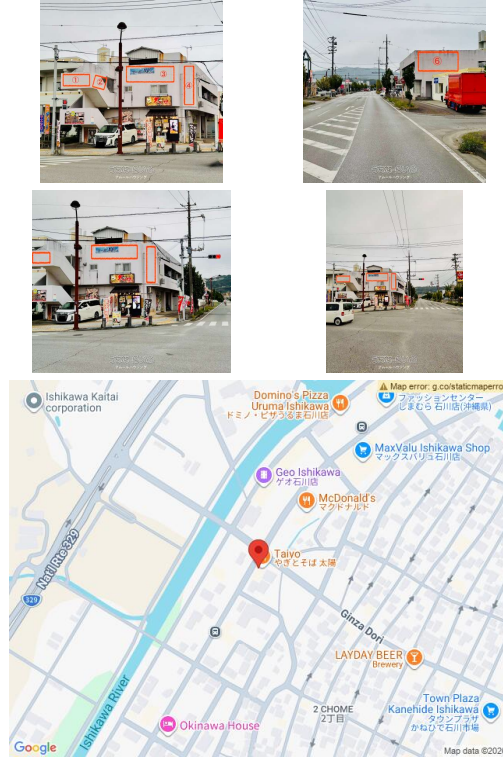 ①
②
③
④
⑥
⚠ Map error: g.co/staticmaperro
Ishikawa Kaitai
corporation
Domino's Pizza
Uruma Ishikawa
ドミノ・ピザうるま石川店
ファッションセンター
しまむら 石川店(沖縄県)
MaxValu Ishikawa Shop
マックスバリュ石川店
Geo Ishikawa
ゲオ石川店
McDonald's
マクドナルド
Nat'l Rte 329
Taiyo
やぎとそば 太陽
329
Ginza Dori
LAYDAY BEER
Brewery
Ishikawa River
2 CHOME
2丁目
Okinawa House
Town Plaza
Kanehide Ishikawa
タウンプラザ
かねひで石川市場
Google
Map data ©2026